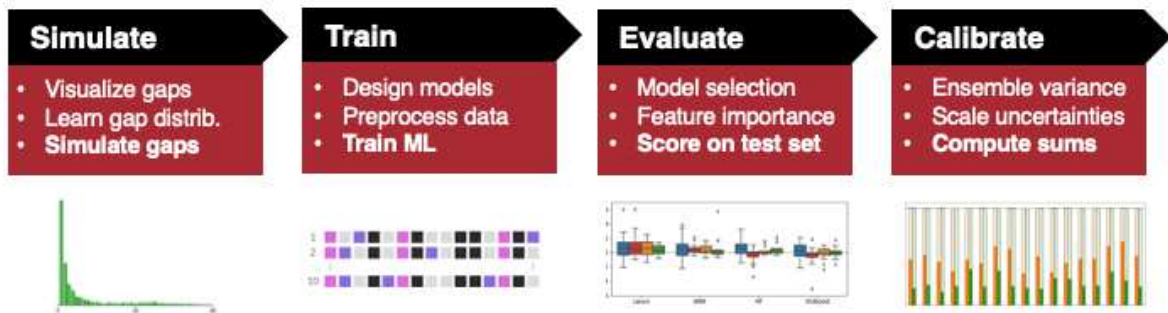 Simulate
• Visualize gaps
• Learn gap distrib.
• Simulate gaps
Train
• Design models
• Preprocess data
• Train ML
Evaluate
• Model selection
• Feature importance
• Score on test set
Calibrate
• Ensemble variance
• Scale uncertainties
• Compute sums
1
2
10